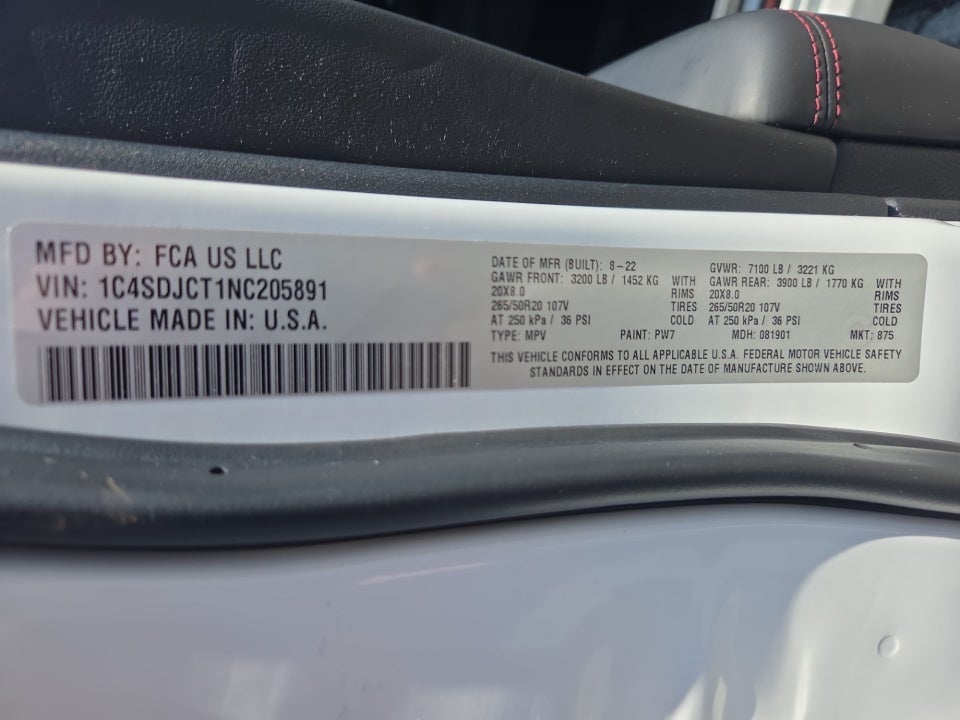 MFD BY: FCA US LLC
VIN: 1C4SDJCT1NC205891
VEHICLE MADE IN: U.S.A.
DATE OF MFR (BUILT): 8-22
GAWR FRONT: 3200 LB / 1452 KG WITH
20X8.0 RIMS
265/50R20 107V TIRES
AT 250 kPa / 36 PSI COLD
TYPE: MPV PAINT: PW7
GVWR: 7100 LB / 3221 KG
GAWR REAR: 3900 LB / 1770 KG WITH
20X8.0 RIMS
265/50R20 107V TIRES
AT 250 kPa / 36 PSI COLD
MDH: 081901 MKT: 875
THIS VEHICLE CONFORMS TO ALL APPLICABLE U.S.A. FEDERAL MOTOR VEHICLE SAFETY
STANDARDS IN EFFECT ON THE DATE OF MANUFACTURE SHOWN ABOVE.